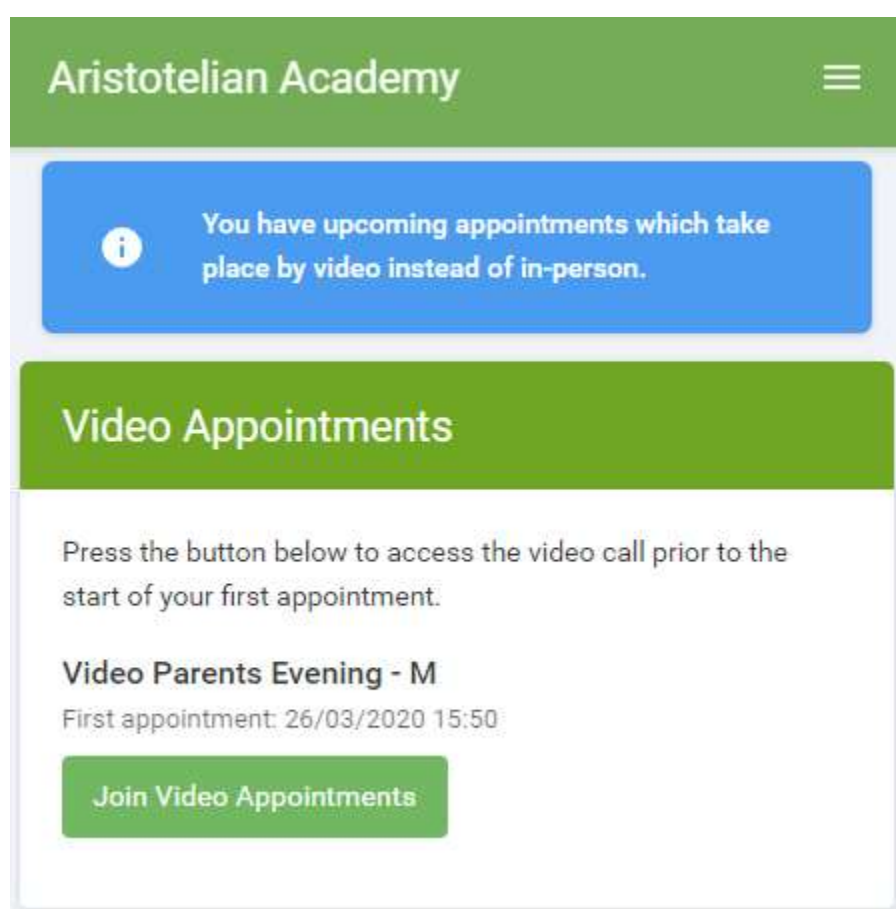 Aristotelian Academy
You have upcoming appointments which take
place by video instead of in-person.
Video Appointments
Press the button below to access the video call prior to the
start of your first appointment.
Video Parents Evening - M
First appointment: 26/03/2020 15:50
Join Video Appointments